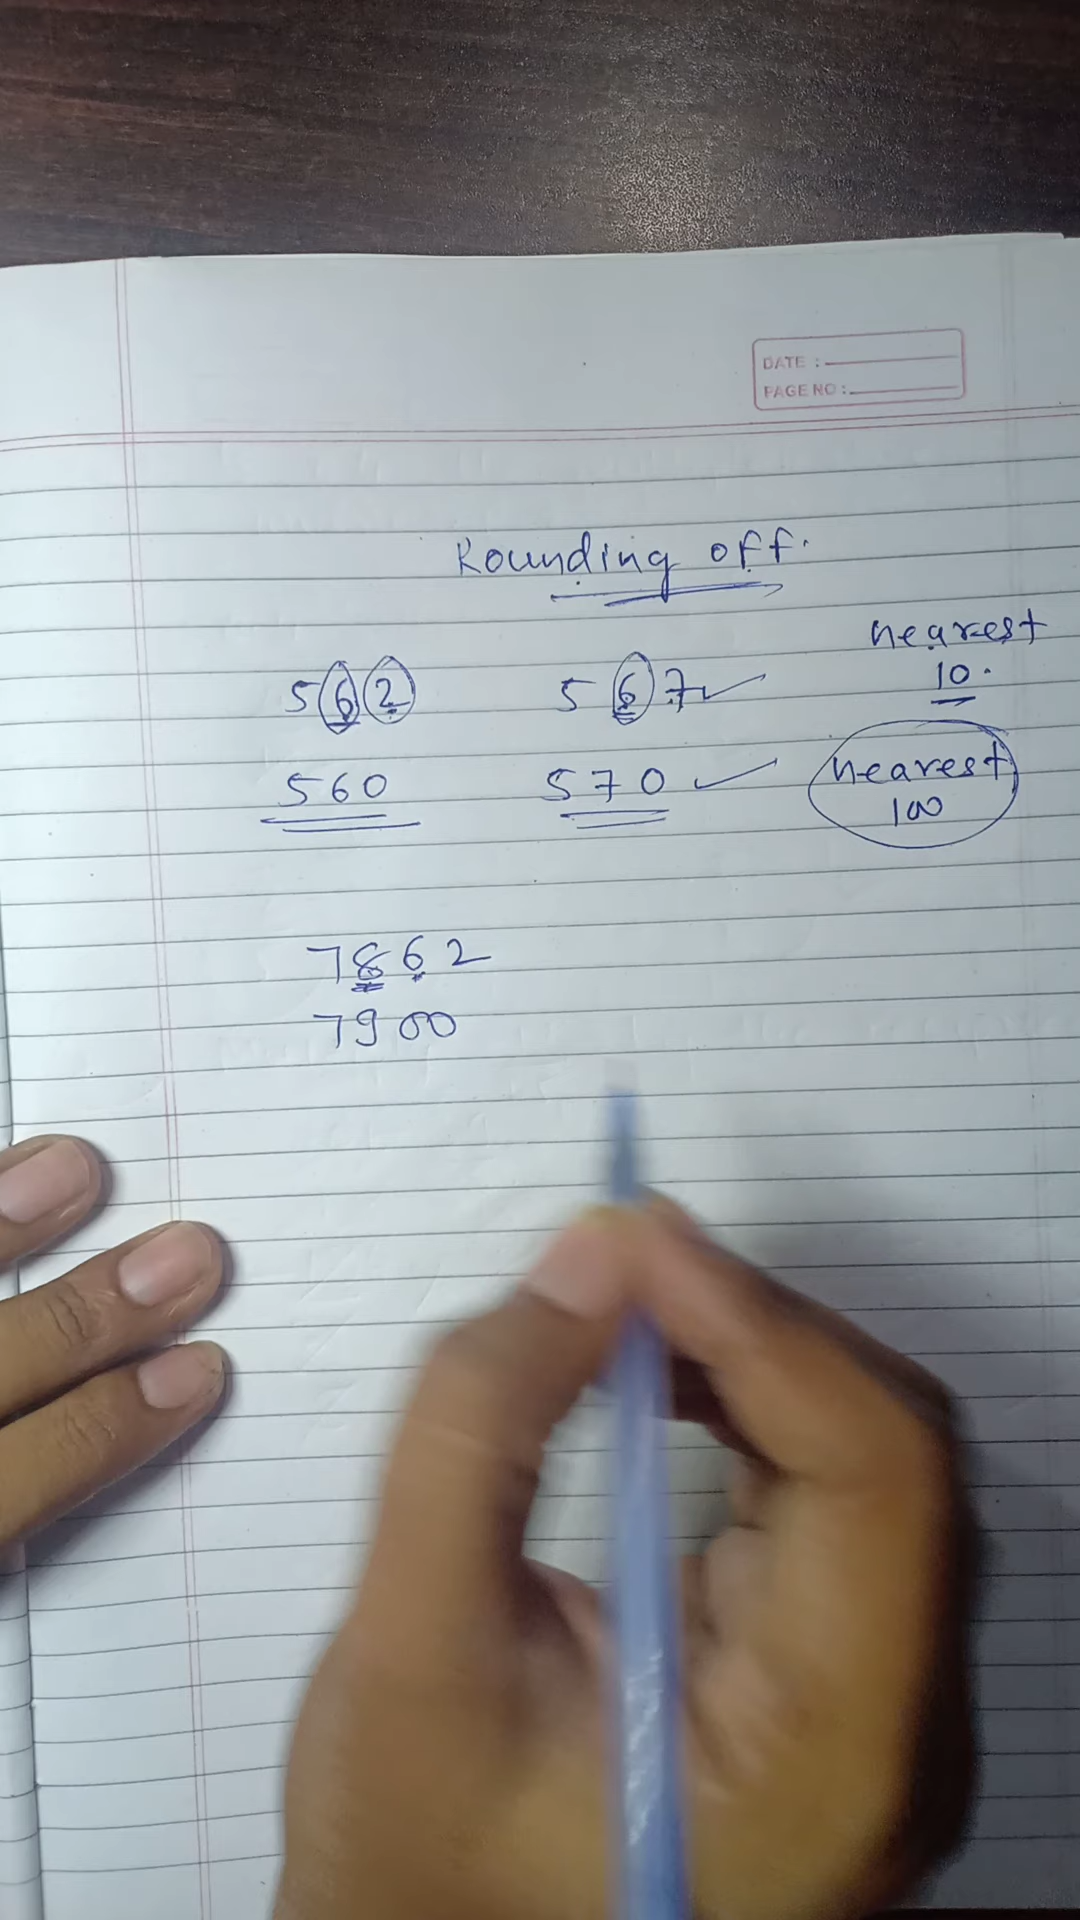 DATE :
PAGE NO :
Rounding off.
562 567 nearest
10.
560 570 nearest
100
7862
7900